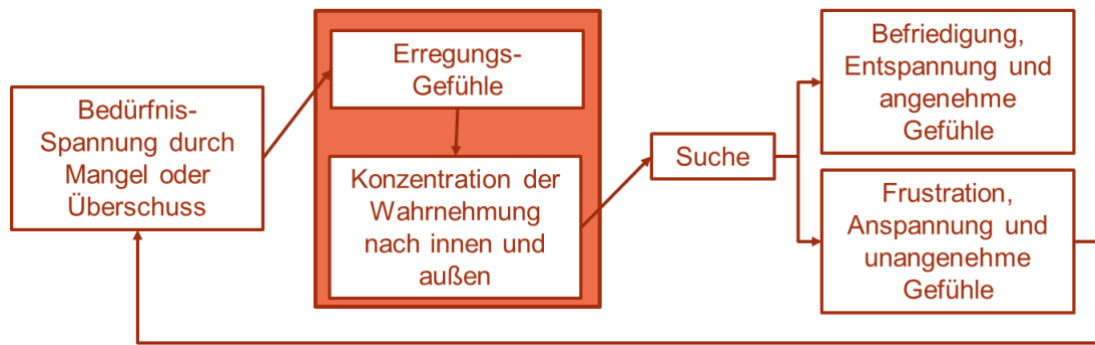 Bedürfnis-
Spannung durch
Mangel oder
Überschuss
Erregungs-
Gefühle
Konzentration der
Wahrnehmung
nach innen und
außen
Suche
Befriedigung,
Entspannung und
angenehme
Gefühle
Frustration,
Anspannung und
unangenehme
Gefühle